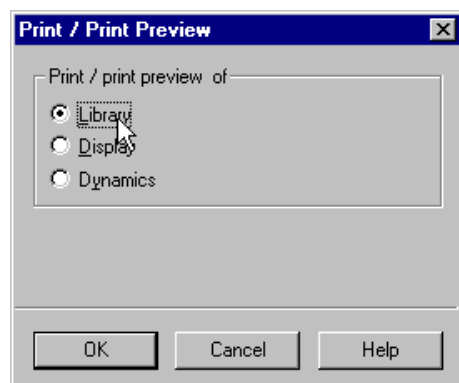 Print / Print Preview
Print / print preview of
Library
Display
Dynamics
OK Cancel Help